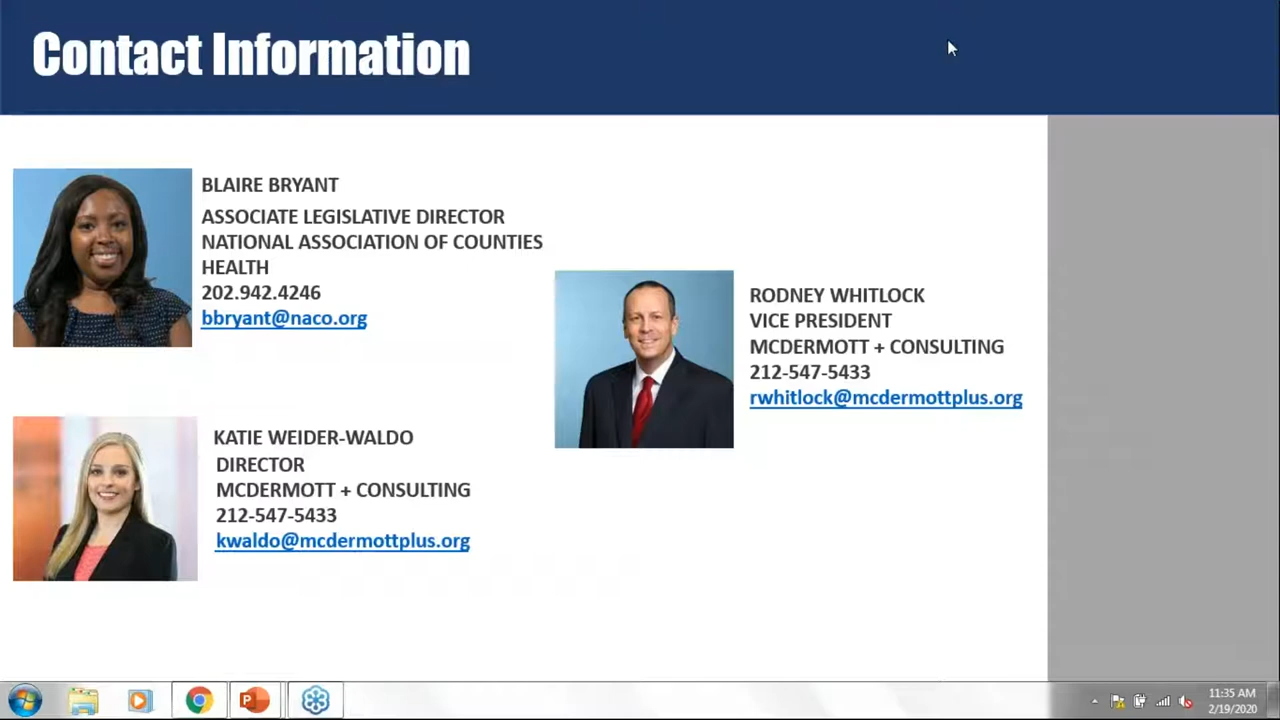 Contact Information
BLAIRE BRYANT
ASSOCIATE LEGISLATIVE DIRECTOR
NATIONAL ASSOCIATION OF COUNTIES
HEALTH
202.942.4246
bbryant@naco.org
RODNEY WHITLOCK
VICE PRESIDENT
MCDERMOTT + CONSULTING
212-547-5433
rwhitlock@mcdermottplus.org
KATIE WEIDER-WALDO
DIRECTOR
MCDERMOTT + CONSULTING
212-547-5433
kwaldo@mcdermottplus.org
P
11:35 AM
2/19/2020